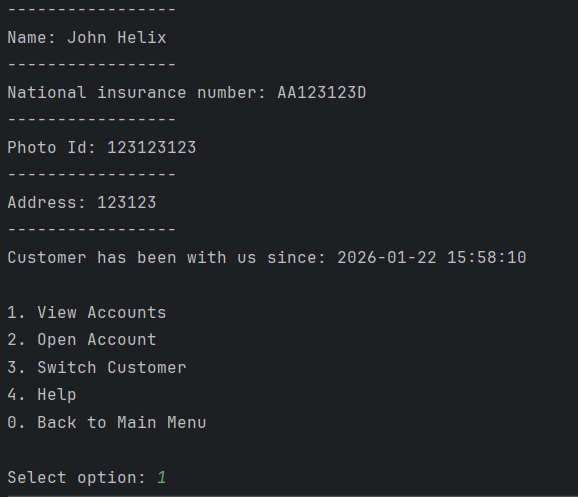 -----------------
Name: John Helix
-----------------
National insurance number: AA123123D
-----------------
Photo Id: 123123123
-----------------
Address: 123123
-----------------
Customer has been with us since: 2026-01-22 15:58:10
1. View Accounts
2. Open Account
3. Switch Customer
4. Help
0. Back to Main Menu
Select option: 1